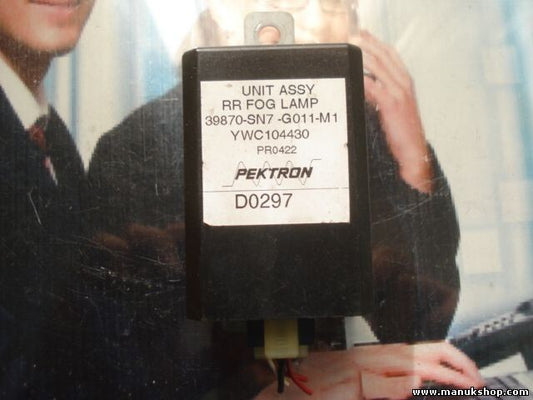 UNIT ASSY
RR FOG LAMP
39870-SN7 -G011-M1
YWC104430
PR0422
PEKTRON
D0297
www.manukshop.com